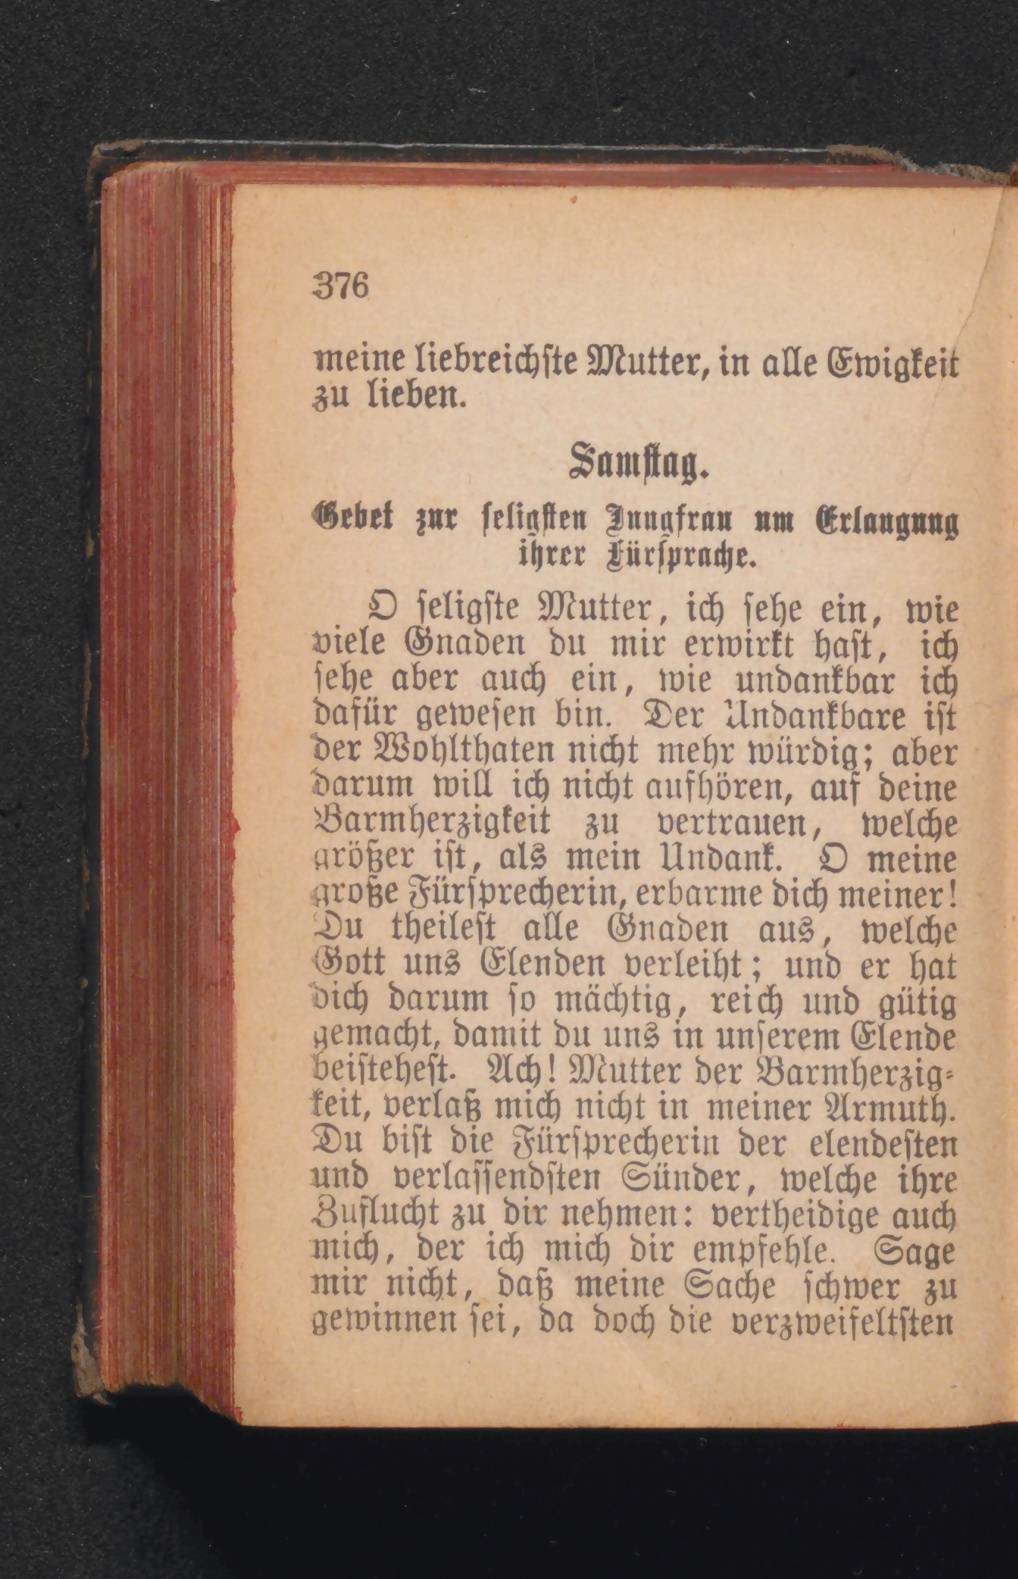 376
meine liebreichſte Mutter, in alle Ewigkeit
zu lieben.
Samſtag.
Gebet zur ſeligſten Jungfrau um Erlangung
ihrer Fürſprache.
O ſeligſte Mutter, ich ſehe ein, wie
viele Gnaden du mir erwirkt haſt, ich
ſehe aber auch ein, wie undankbar ich
dafür geweſen bin. Der Undankbare iſt
der Wohlthaten nicht mehr würdig; aber
darum will ich nicht aufhören, auf deine
Barmherzigkeit zu vertrauen, welche
größer iſt, als mein Undank. O meine
große Fürſprecherin, erbarme dich meiner!
Du theileſt alle Gnaden aus, welche
Gott uns Elenden verleiht; und er hat
dich darum ſo mächtig, reich und gütig
gemacht, damit du uns in unſerem Elende
beiſteheſt. Ach! Mutter der Barmherzig⸗
keit, verlaß mich nicht in meiner Armuth.
Du biſt die Fürſprecherin der elendeſten
und verlaſſendſten Sünder, welche ihre
Zuflucht zu dir nehmen: vertheidige auch
mich, der ich mich dir empfehle. Sage
mir nicht, daß meine Sache ſchwer zu
gewinnen ſei, da doch die verzweifeltſten